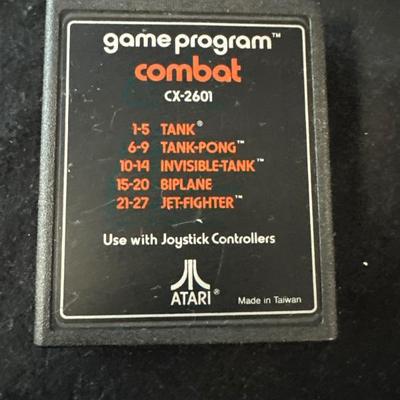 game program™
combat
CX-2601
1-5 TANK®
6-9 TANK-PONG™
10-14 INVISIBLE-TANK™
15-20 BIPLANE
21-27 JET-FIGHTER™
Use with Joystick Controllers
ATARI®
Made in Taiwan